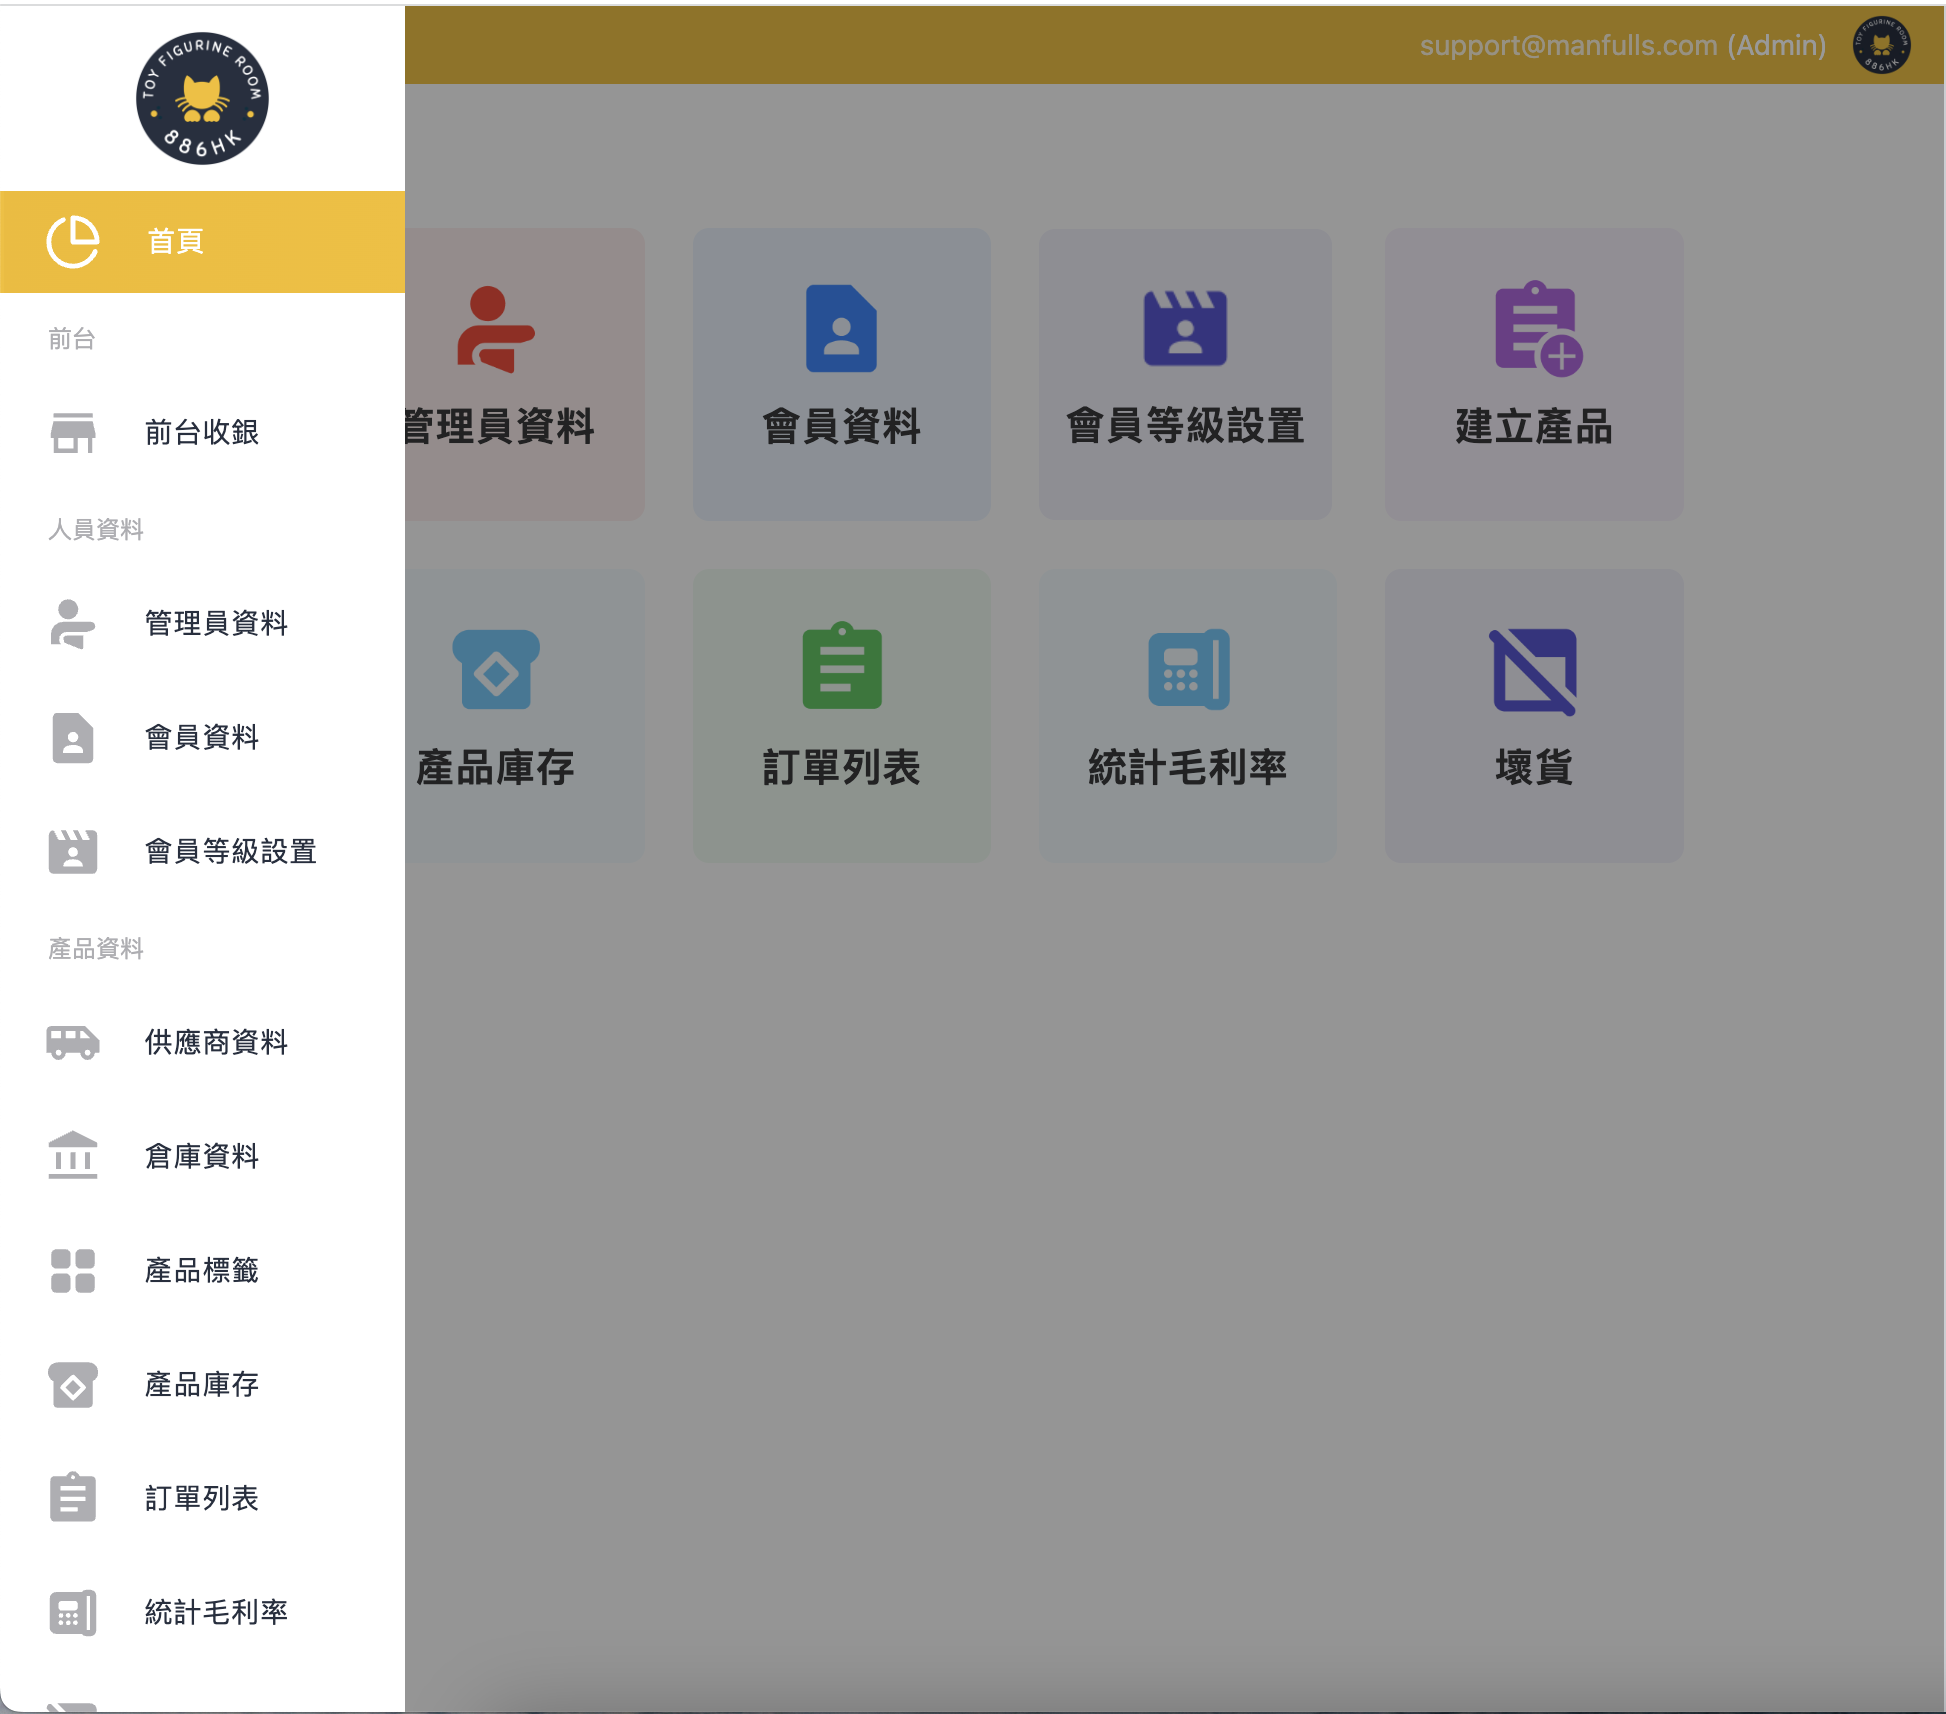 TOY FIGURINE ROOM
886HK
support@manfulls.com (Admin)
TOY FIGURINE ROOM
886HK
首頁
前台
前台收銀
人員資料
管理員資料
會員資料
會員等級設置
產品資料
供應商資料
倉庫資料
產品標籤
產品庫存
訂單列表
統計毛利率
管理員資料
會員資料
會員等級設置
建立產品
產品庫存
訂單列表
統計毛利率
壞貨